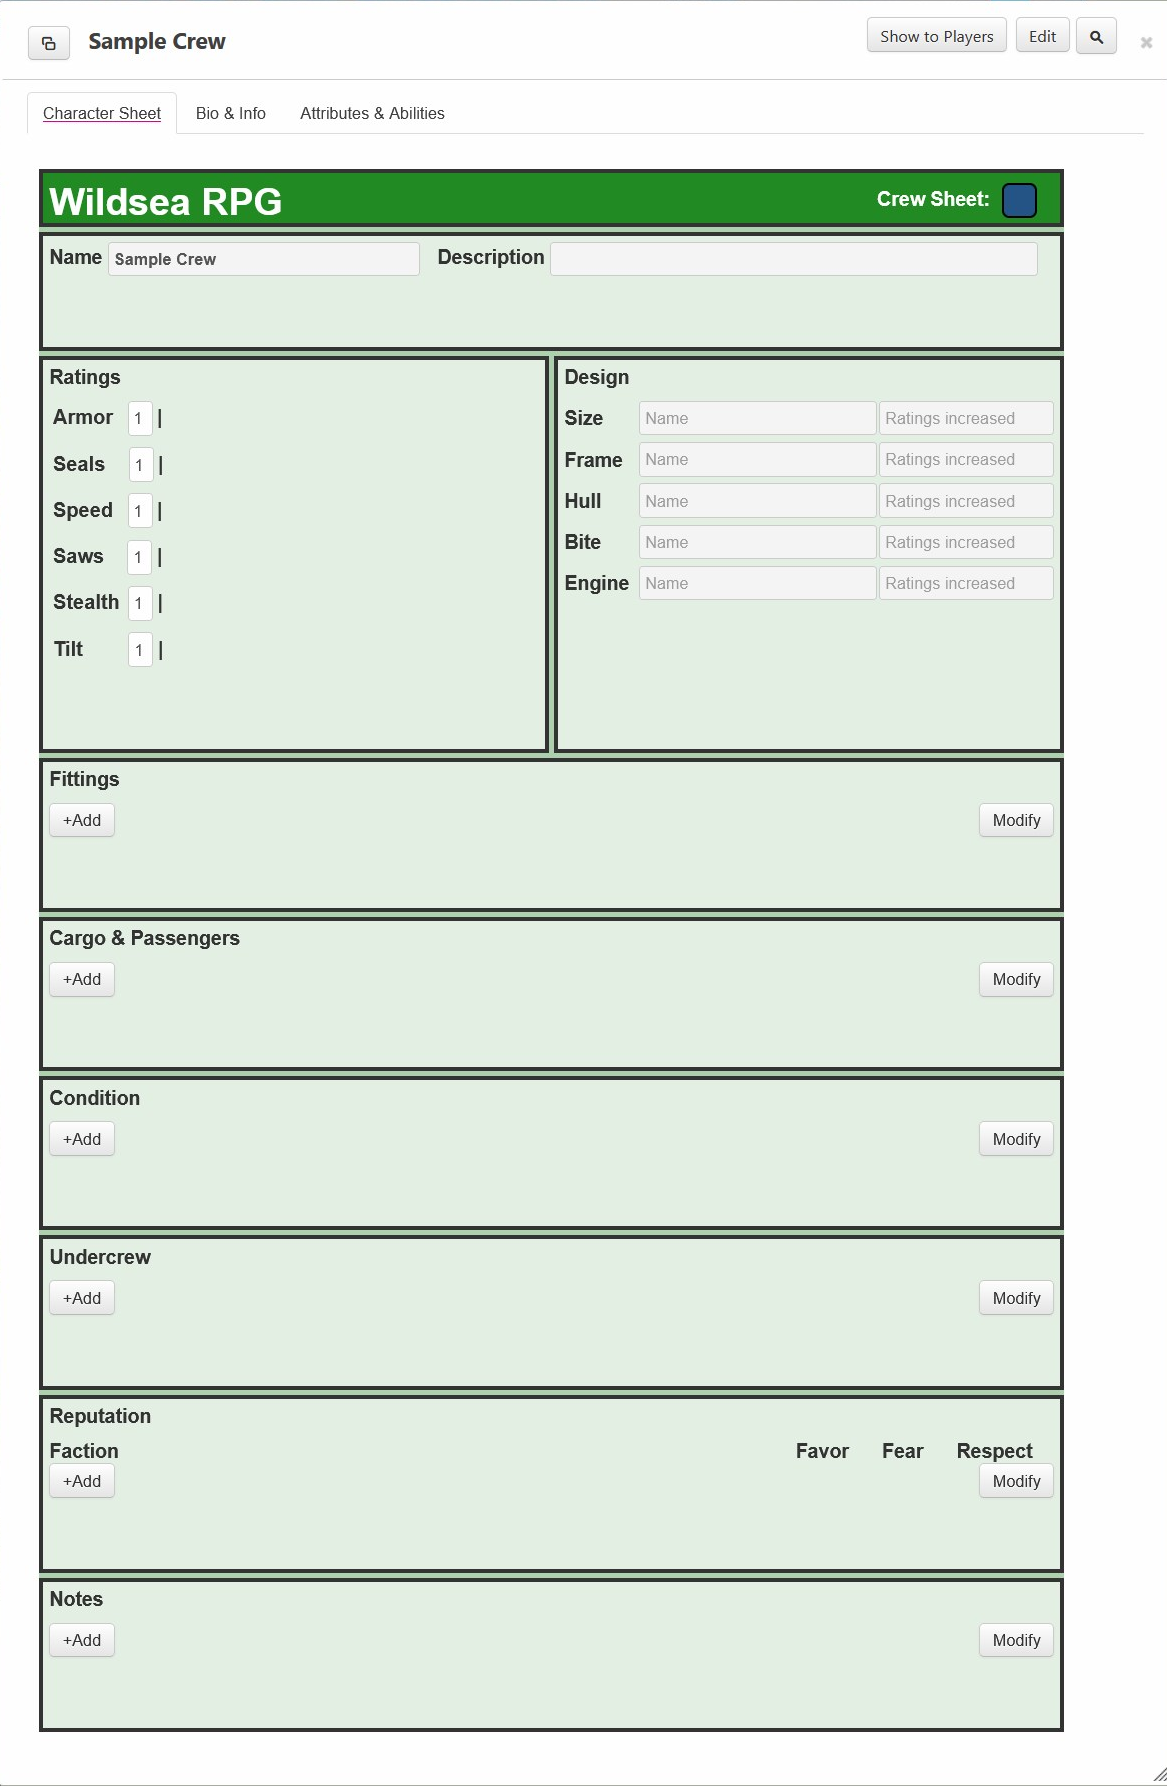 Sample Crew
Show to Players
Edit
Character Sheet
Bio & Info
Attributes & Abilities
Wildsea RPG
Crew Sheet:
Name Sample Crew Description
Ratings
Armor 1 |
Seals 1 |
Speed 1 |
Saws 1 |
Stealth 1 |
Tilt 1 |
Design
Size Name Ratings increased
Frame Name Ratings increased
Hull Name Ratings increased
Bite Name Ratings increased
Engine Name Ratings increased
Fittings
+Add Modify
Cargo & Passengers
+Add Modify
Condition
+Add Modify
Undercrew
+Add Modify
Reputation
Faction Favor Fear Respect
+Add Modify
Notes
+Add Modify